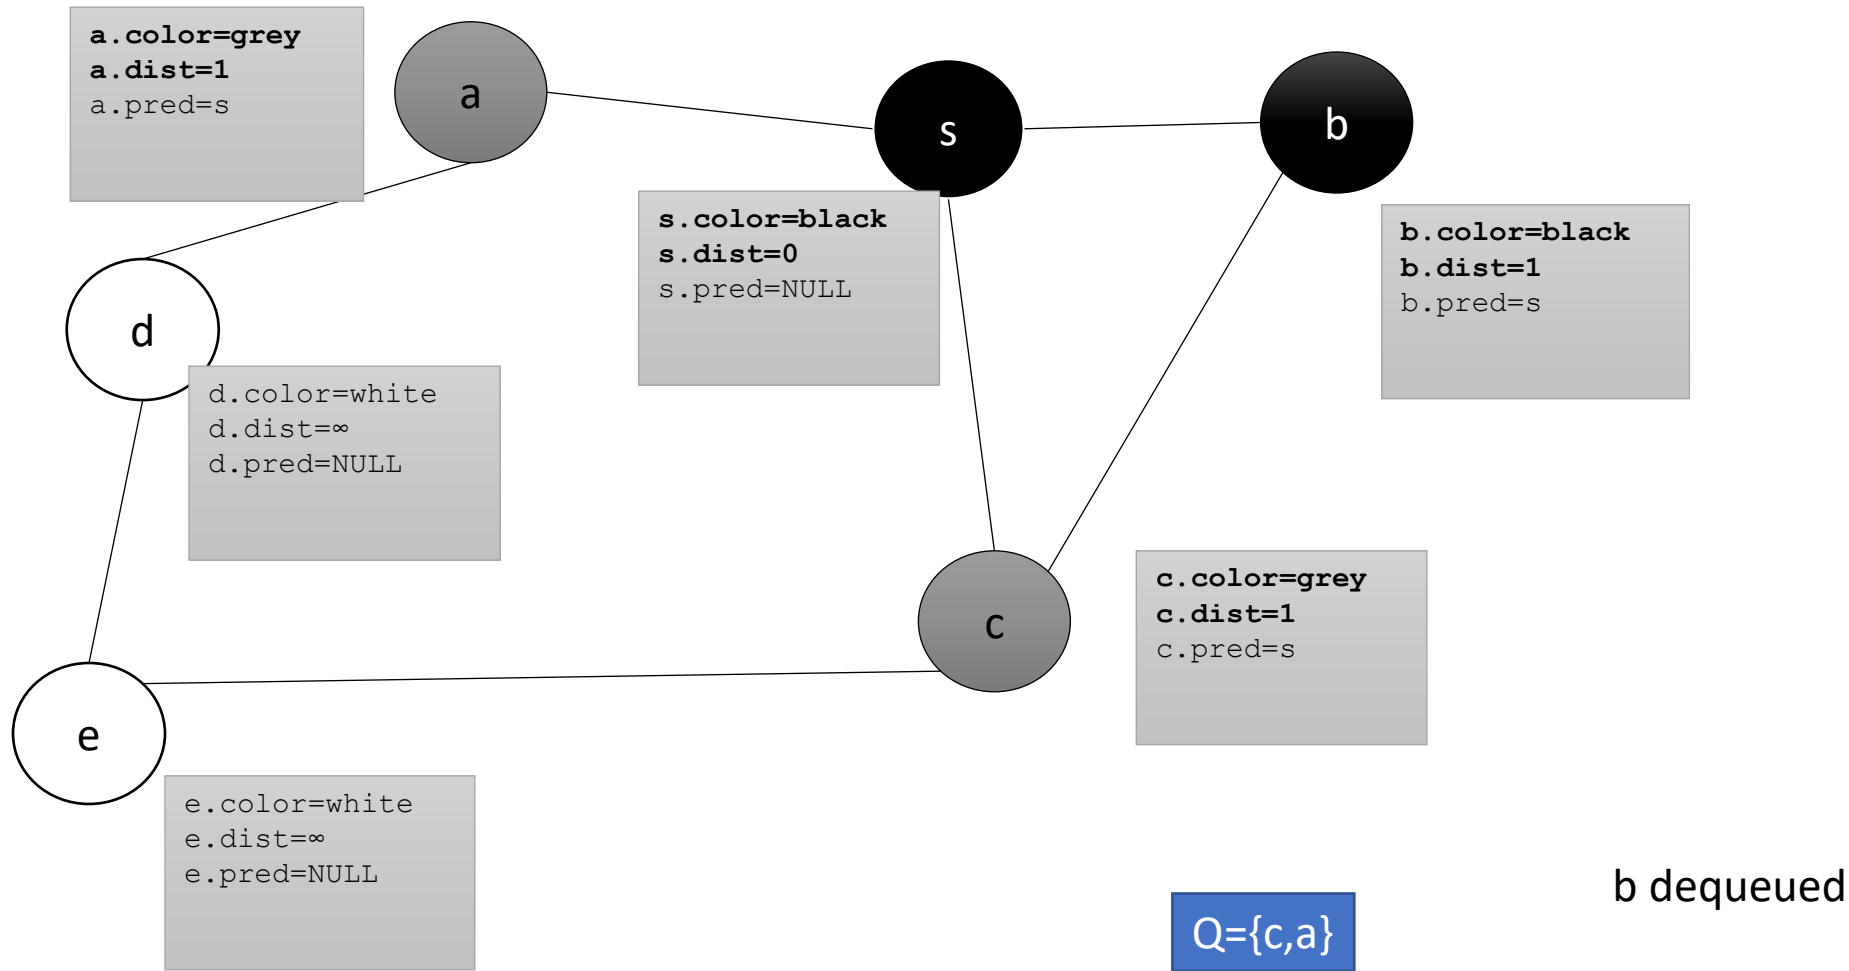 a.color=grey
a.dist=1
a.pred=s
a
s
b
s.color=black
s.dist=0
s.pred=NULL
b.color=black
b.dist=1
b.pred=s
d
d.color=white
d.dist=∞
d.pred=NULL
c
c.color=grey
c.dist=1
c.pred=s
e
e.color=white
e.dist=∞
e.pred=NULL
b dequeued
Q={c,a}